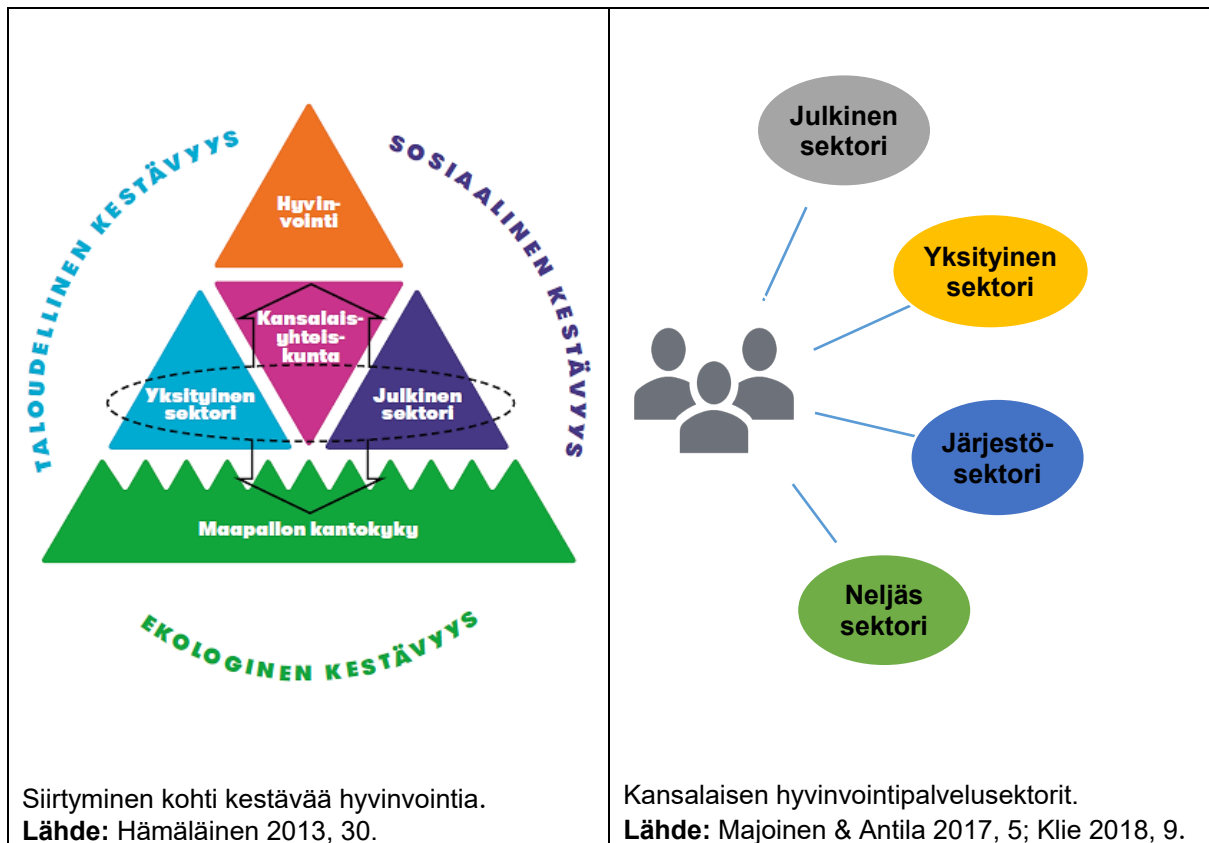 TALOUDELLINEN KESTÄVYYS
SOSIAALINEN KESTÄVYYS
Hyvin-
vointi
Kansalais-
yhteis-
kunta
Yksityinen
sektori
Julkinen
sektori
Maapallon kantokyky
EKOLOGINEN KESTÄVYYS
Siirtyminen kohti kestävää hyvinvointia.
Lähde: Hämäläinen 2013, 30.
Julkinen
sektori
Yksityinen
sektori
Järjestö-
sektori
Neljäs
sektori
Kansalaisen hyvinvointipalvelusektorit.
Lähde: Majoinen & Antila 2017, 5; Klie 2018, 9.